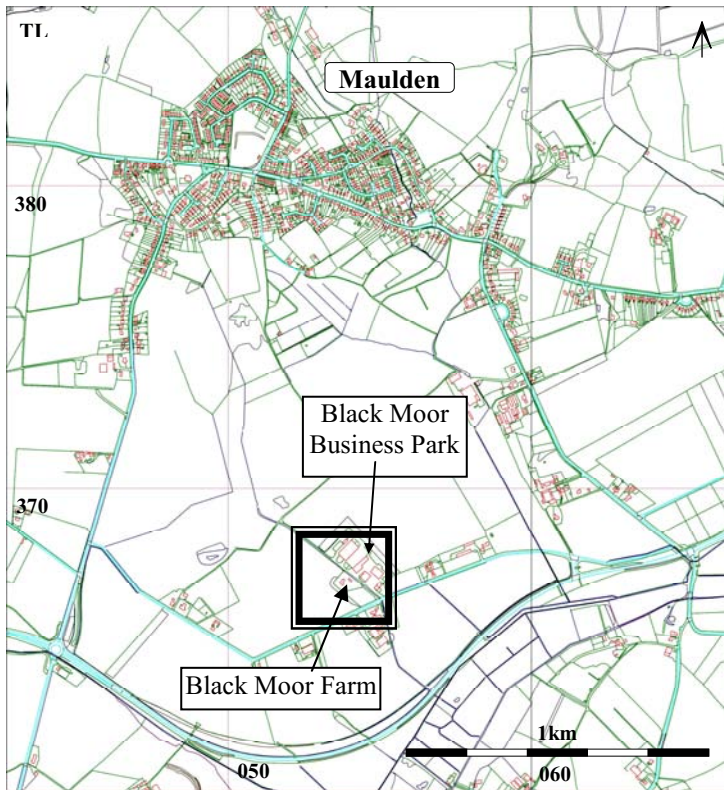 TL
Maulden
380
Black Moor
Business Park
370
Black Moor Farm
1km
050
060